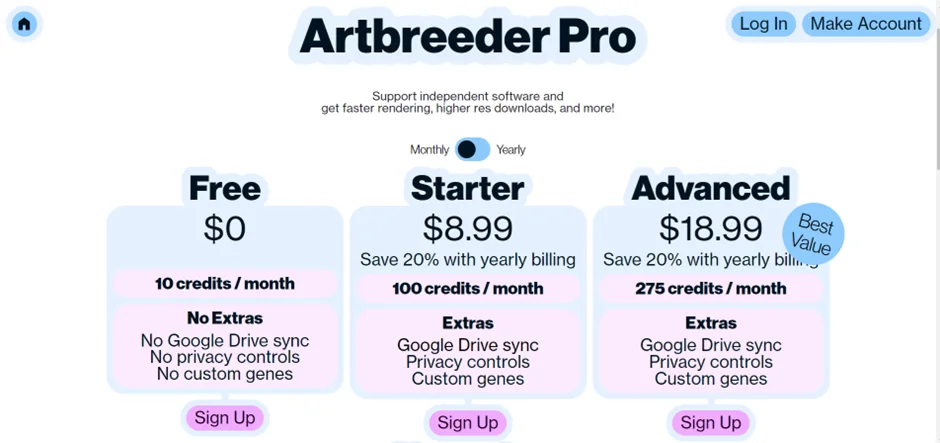 Artbreeder Pro
Log In
Make Account
Support independent software and
get faster rendering, higher res downloads, and more!
Monthly
Yearly
Free
$0
10 credits / month
No Extras
No Google Drive sync
No privacy controls
No custom genes
Sign Up
Starter
$8.99
Save 20% with yearly billing
100 credits / month
Extras
Google Drive sync
Privacy controls
Custom genes
Sign Up
Advanced
$18.99
Best
Value
Save 20% with yearly billing
275 credits / month
Extras
Google Drive sync
Privacy controls
Custom genes
Sign Up